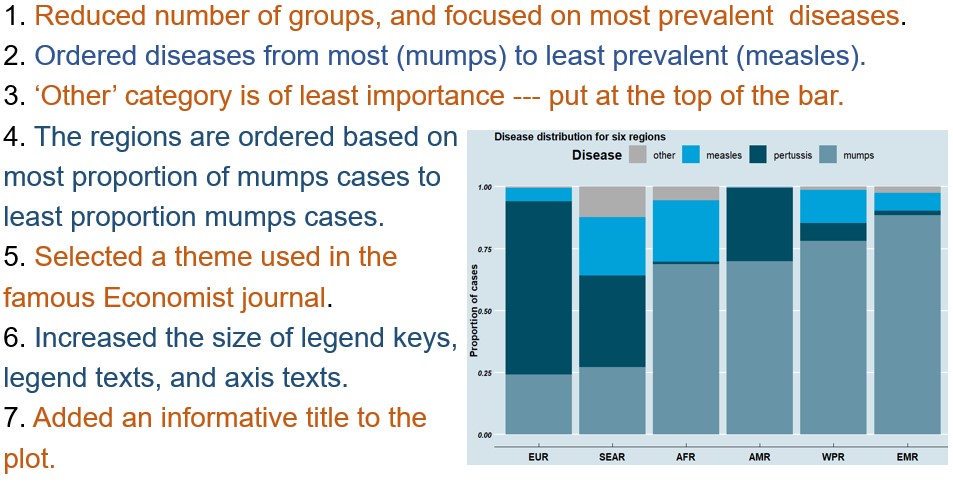 1. Reduced number of groups, and focused on most prevalent  diseases.
2. Ordered diseases from most (mumps) to least prevalent (measles).
3. ‘Other’ category is of least importance --- put at the top of the bar.
4. The regions are ordered based on
most proportion of mumps cases to
least proportion mumps cases.
5. Selected a theme used in the
famous Economist journal.
6. Increased the size of legend keys,
legend texts, and axis texts.
7. Added an informative title to the
plot.
Disease distribution for six regions
Disease other measles pertussis mumps
Proportion of cases
1.00
0.75
0.50
0.25
0.00
EUR SEAR AFR AMR WPR EMR